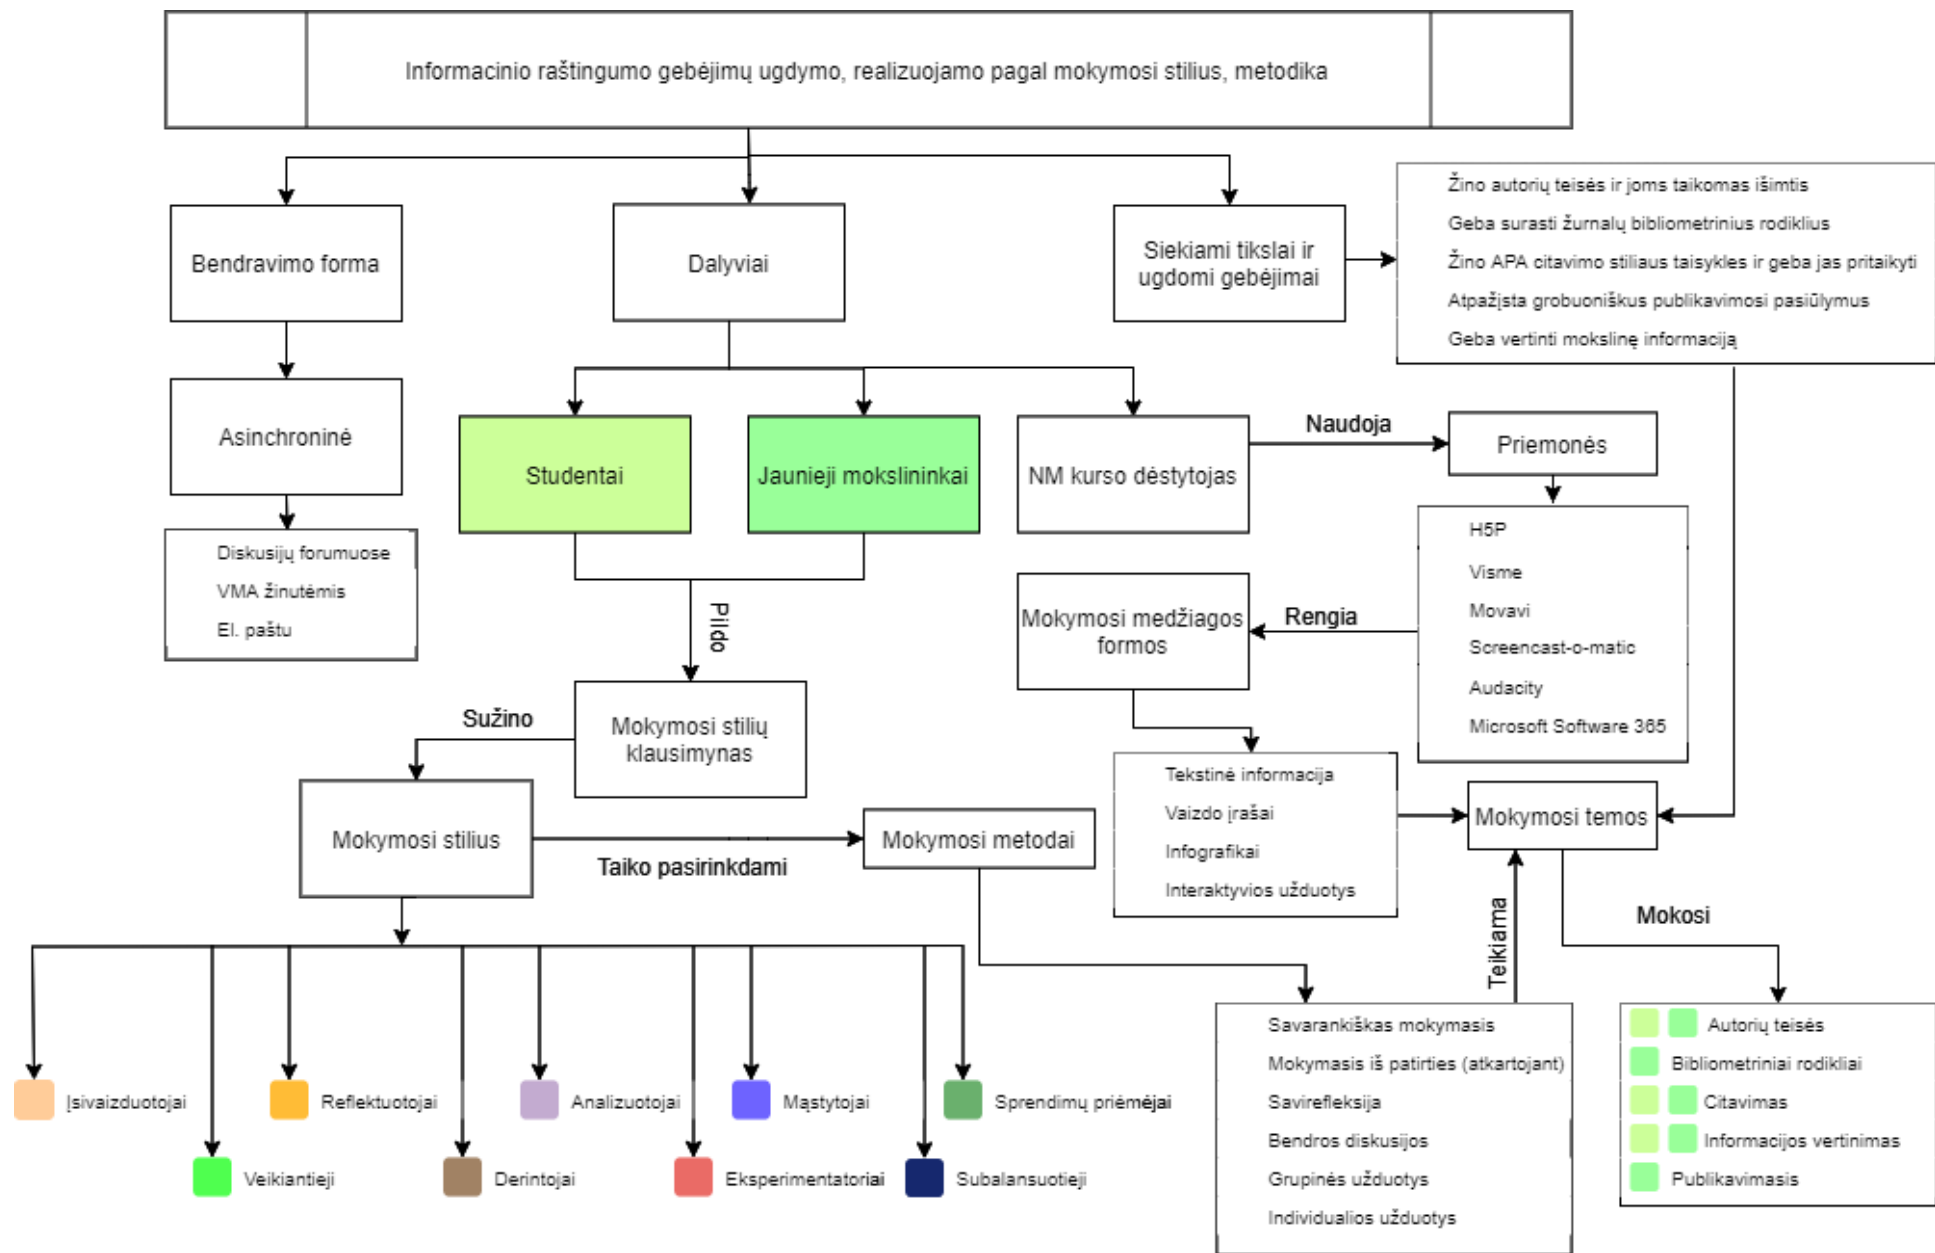 Informacinio raštingumo gebėjimų ugdymo, realizuojamo pagal mokymosi stilius, metodika
Bendravimo forma
Dalyviai
Siekiami tikslai ir
ugdomi gebėjimai
Žino autorių teisės ir joms taikomas išimtis
Geba surasti žurnalų bibliometrinius rodiklius
Žino APA citavimo stiliaus taisykles ir geba jas pritaikyti
Atpažįsta grobuoniškus publikavimosi pasiūlymus
Geba vertinti mokslinę informaciją
Asinchroninė
Studentai
Jaunieji mokslininkai
NM kurso dėstytojas
Naudoja
Priemonės
Diskusijų forumuose
VMA žinutėmis
El. paštu
H5P
Visme
Movavi
Screencast-o-matic
Audacity
Microsoft Software 365
Rengia
Mokymosi medžiagos
formos
Pildo
Mokymosi stilių
klausimynas
Sužino
Mokymosi stilius
Taiko pasirinkdami
Mokymosi metodai
Tekstinė informacija
Vaizdo įrašai
Infografikai
Interaktyvios užduotys
Mokymosi temos
Teikiama
Mokosi
Įsivaizduotojai
Reflektuotojai
Analizuotojai
Mąstytojai
Sprendimų priėmėjai
Veikiantieji
Derintojai
Eksperimentatoriai
Subalansuotieji
Savarankiškas mokymasis
Mokymasis iš patirties (atkartojant)
Savirefleksija
Bendros diskusijos
Grupinės užduotys
Individualios užduotys
Autorių teisės
Bibliometriniai rodikliai
Citavimas
Informacijos vertinimas
Publikavimasis